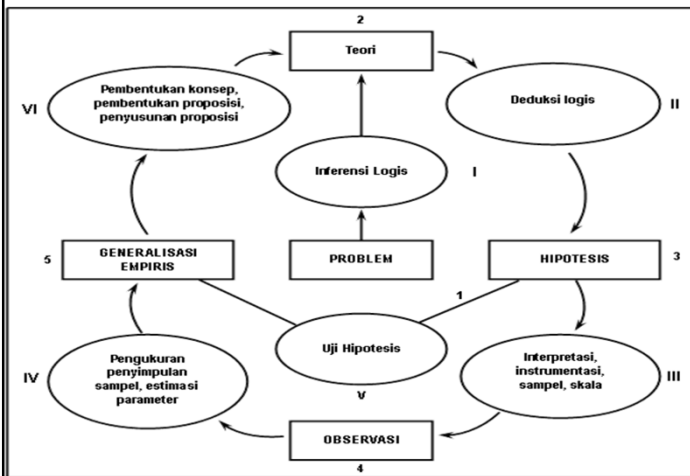 2
Teori
Pembentukan konsep,
pembentukan proposisi,
penyusunan proposisi
VI
Deduksi logis
II
Inferensi Logis
I
5
GENERALISASI
EMPIRIS
PROBLEM
HIPOTESIS
3
1
Uji Hipotesis
V
Pengukuran
penyimpulan
sampel, estimasi
parameter
IV
Interpretasi,
instrumentasi,
sampel, skala
III
OBSERVASI
4